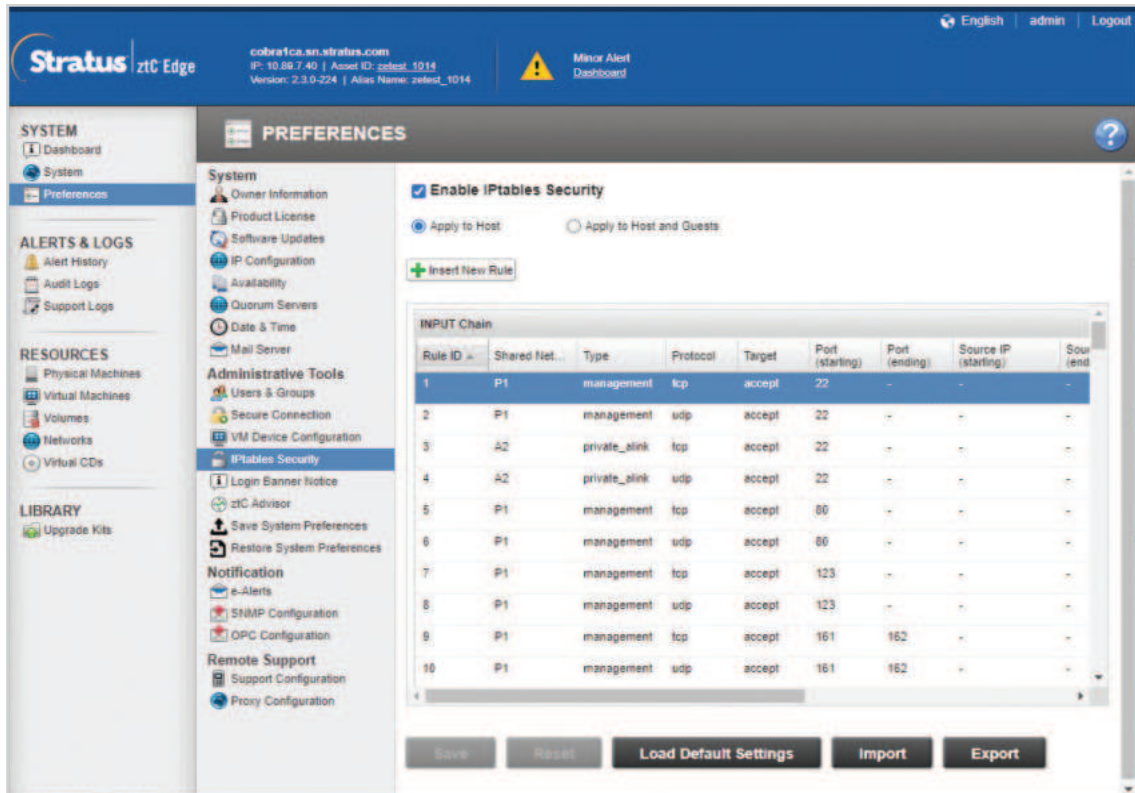 English | admin | Logout
Stratus ztC Edge
cobra1ca.sn.stratus.com
IP: 10.89.7.40 | Asset ID: zetest_1014
Version: 2.3.0-224 | Alias Name: zetest_1014
Minor Alert
Dashboard
SYSTEM
Dashboard
System
Preferences
ALERTS & LOGS
Alert History
Audit Logs
Support Logs
RESOURCES
Physical Machines
Virtual Machines
Volumes
Networks
Virtual CDs
LIBRARY
Upgrade Kits
PREFERENCES
?
System
Owner Information
Product License
Software Updates
IP Configuration
Availability
Quorum Servers
Date & Time
Mail Server
Administrative Tools
Users & Groups
Secure Connection
VM Device Configuration
IPtables Security
Login Banner Notice
ztC Advisor
Save System Preferences
Restore System Preferences
Notification
e-Alerts
SNMP Configuration
OPC Configuration
Remote Support
Support Configuration
Proxy Configuration
Enable IPtables Security
Apply to Host
Apply to Host and Guests
Insert New Rule
INPUT Chain
Rule ID Shared Net... Type Protocol Target Port (starting) Port (ending) Source IP (starting) Sour (end
1 P1 management tcp accept 22 - - -
2 P1 management udp accept 22 - - -
3 A2 private_alink tcp accept 22 - - -
4 A2 private_alink udp accept 22 - - -
5 P1 management tcp accept 80 - - -
6 P1 management udp accept 80 - - -
7 P1 management tcp accept 123 - - -
8 P1 management udp accept 123 - - -
9 P1 management tcp accept 161 162 - -
10 P1 management udp accept 161 162 - -
Save
Reset
Load Default Settings
Import
Export